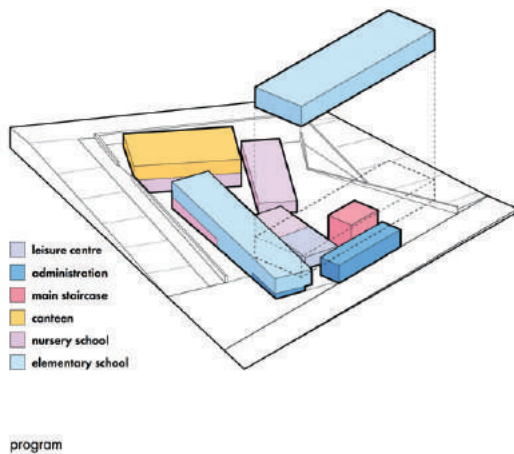 leisure centre
administration
main staircase
canteen
nursery school
elementary school
program